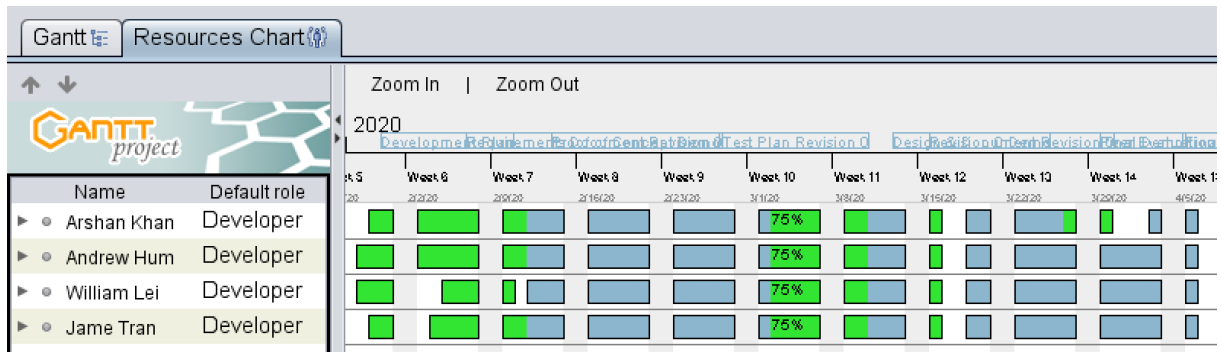 Gantt
Resources Chart
Zoom In | Zoom Out
GANTT
project
2020
Test Plan Revision 0
Name Default role
Week 6 Week 7 Week 8 Week 9 Week 10 Week 11 Week 12 Week 13 Week 14
2/2/20 2/9/20 2/16/20 2/23/20 3/1/20 3/8/20 3/15/20 3/22/20 3/29/20 4/5/20
Arshan Khan Developer 75%
Andrew Hum Developer 75%
William Lei Developer 75%
Jame Tran Developer 75%